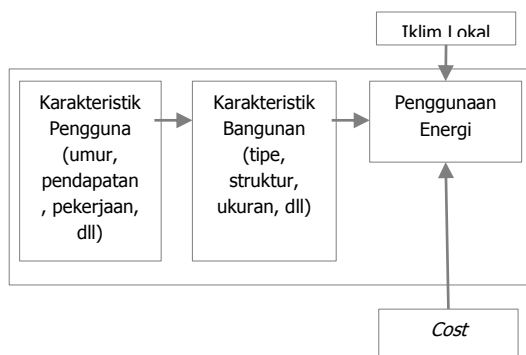 Iklim Lokal
Karakteristik
Pengguna
(umur,
pendapatan
, pekerjaan,
dll)
Karakteristik
Bangunan
(tipe,
struktur,
ukuran, dll)
Penggunaan
Energi
Cost